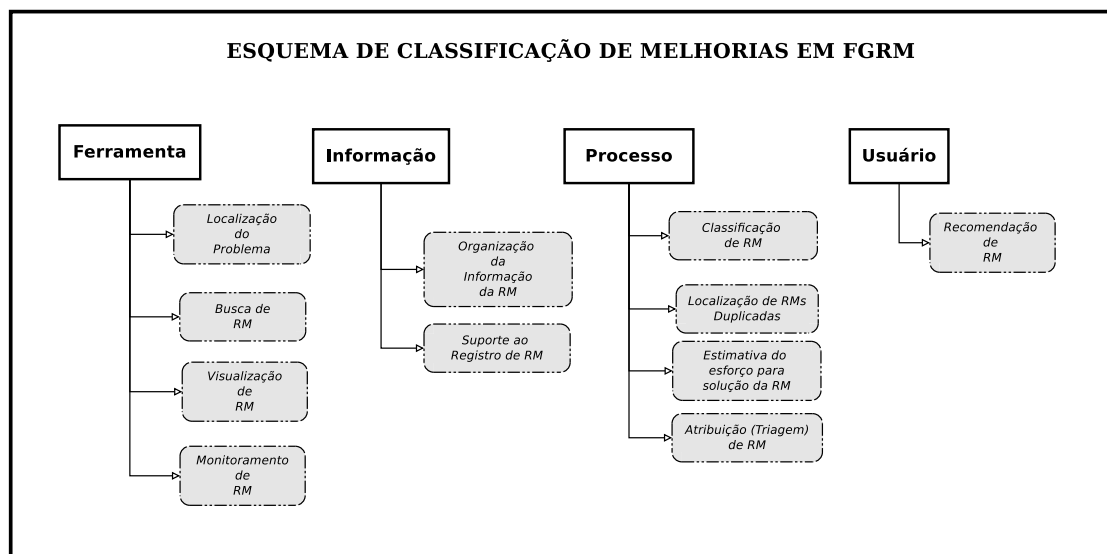 ESQUEMA DE CLASSIFICAÇÃO DE MELHORIAS EM FGRM
Ferramenta
Localização
do
Problema
Busca de
RM
Visualização
de
RM
Monitoramento
de
RM
Informação
Organização
da
Informação
da RM
Suporte ao
Registro de RM
Processo
Classificação
de RM
Localização de RMs
Duplicadas
Estimativa do
esforço para
solução da RM
Atribuição (Triagem)
de RM
Usuário
Recomendação
de
RM